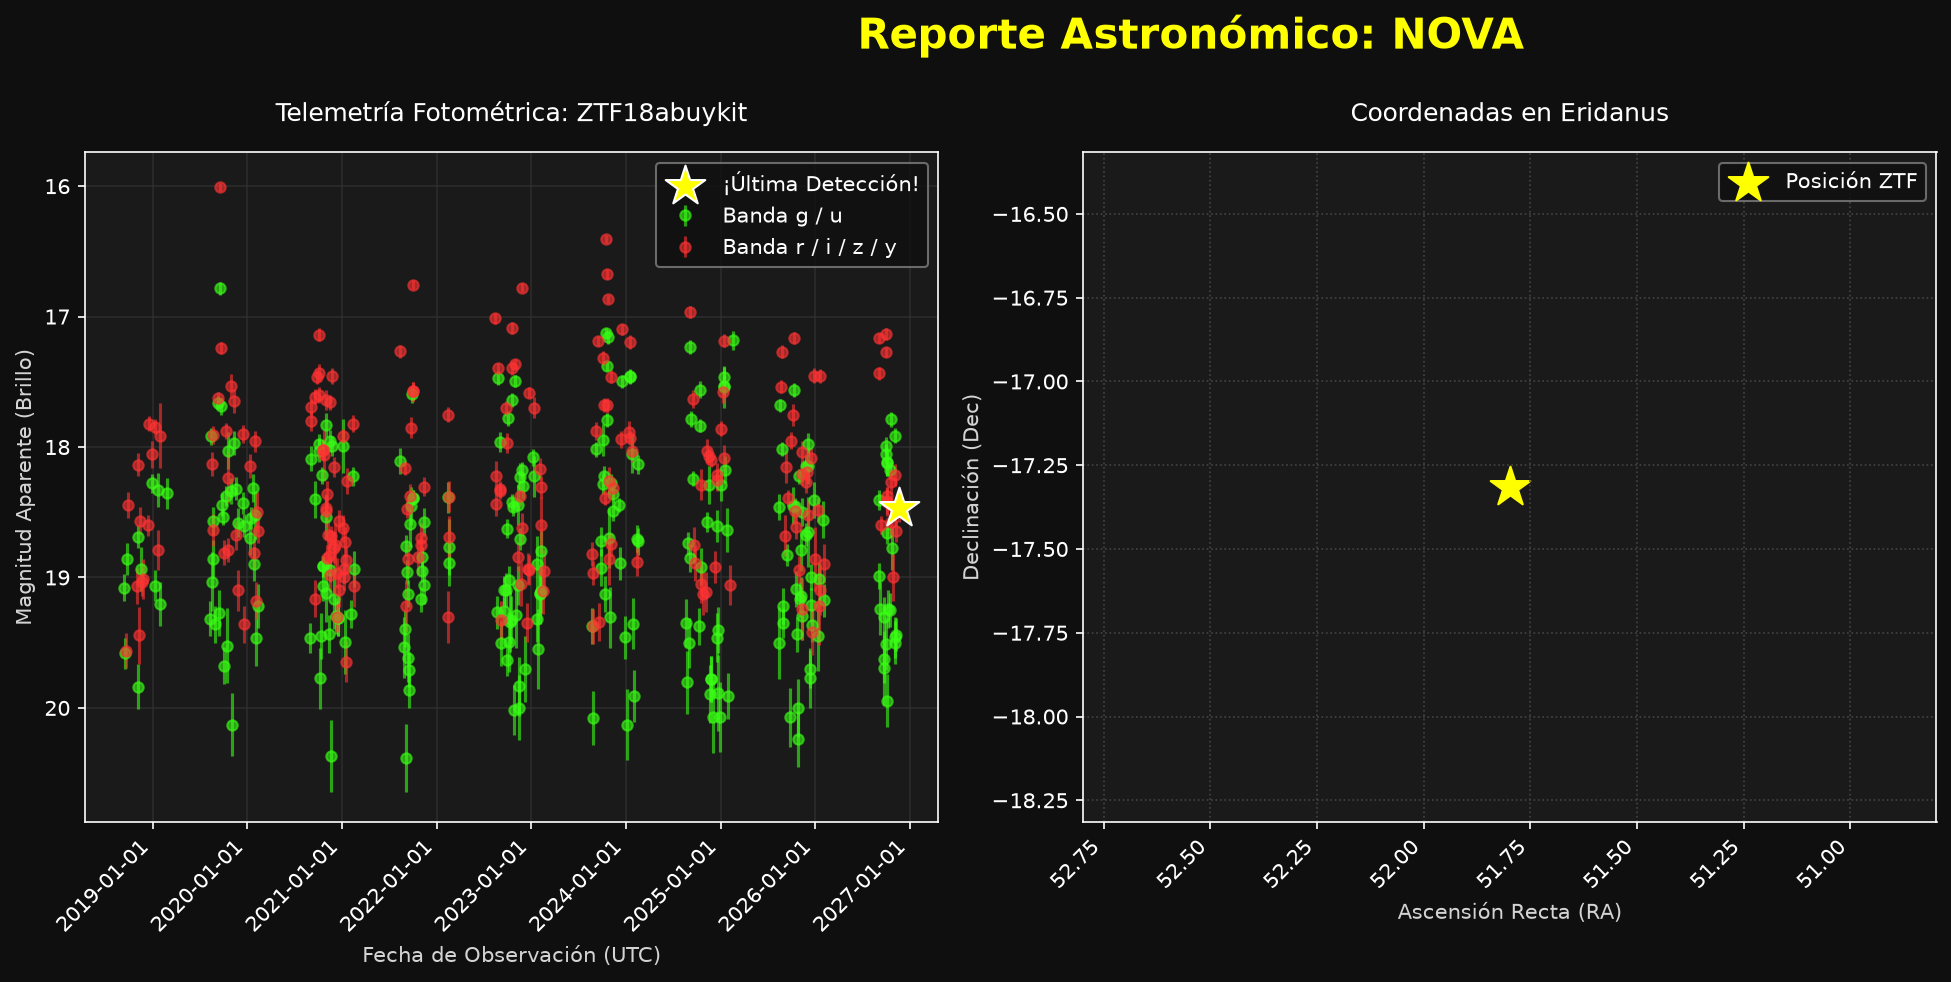 Reporte Astronómico: NOVA
Telemetría Fotométrica: ZTF18abuykit
¡Última Detección!
Banda g / u
Banda r / i / z / y
Magnitud Aparente (Brillo)
16
17
18
19
20
2019-01-01
2020-01-01
2021-01-01
2022-01-01
2023-01-01
2024-01-01
2025-01-01
2026-01-01
2027-01-01
Fecha de Observación (UTC)
Coordenadas en Eridanus
Posición ZTF
Declinación (Dec)
−16.50
−16.75
−17.00
−17.25
−17.50
−17.75
−18.00
−18.25
52.75
52.50
52.25
52.00
51.75
51.50
51.25
51.00
Ascensión Recta (RA)